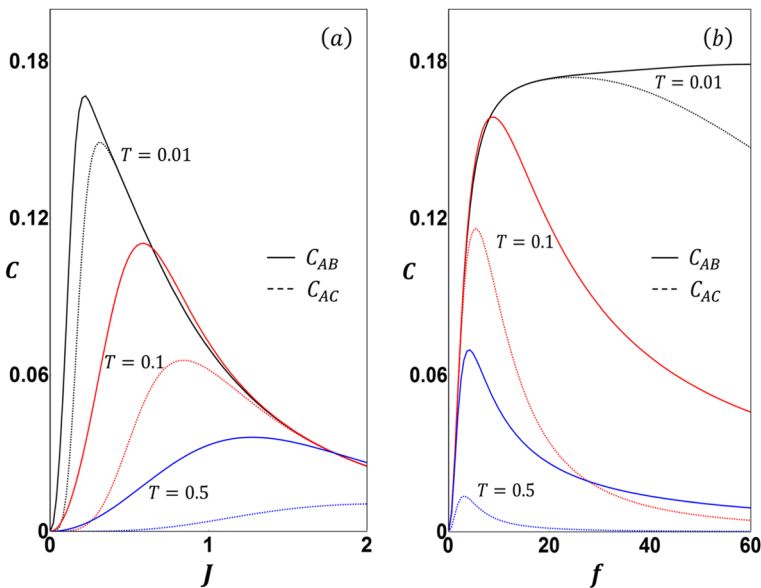 (a)
0.18
T = 0.01
0.12
C
C_AB
C_AC
T = 0.1
0.06
T = 0.5
0
0
1
2
J
(b)
0.18
T = 0.01
0.12
T = 0.1
C
C_AB
C_AC
0.06
T = 0.5
0
0
20
40
60
f